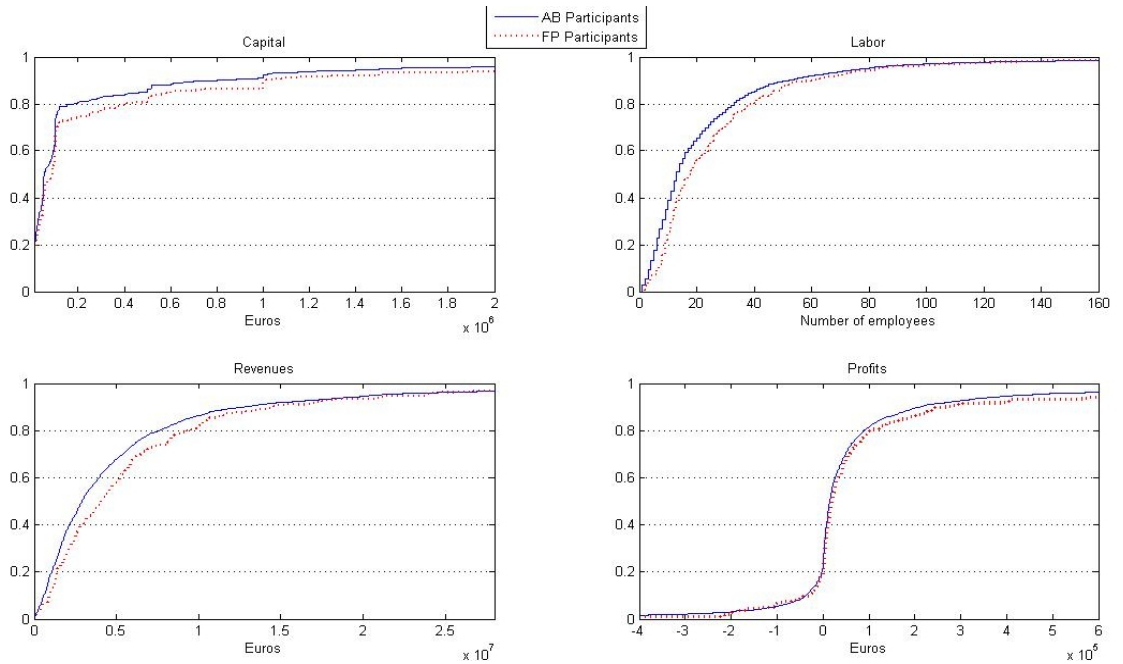 AB Participants
FP Participants
Capital
1
0.8
0.6
0.4
0.2
0
0.2 0.4 0.6 0.8 1 1.2 1.4 1.6 1.8 2
Euros
x 10^6
Labor
1
0.8
0.6
0.4
0.2
0
0 20 40 60 80 100 120 140 160
Number of employees
Revenues
1
0.8
0.6
0.4
0.2
0
0 0.5 1 1.5 2 2.5
Euros
x 10^7
Profits
1
0.8
0.6
0.4
0.2
0
-4 -3 -2 -1 0 1 2 3 4 5 6
Euros
x 10^5